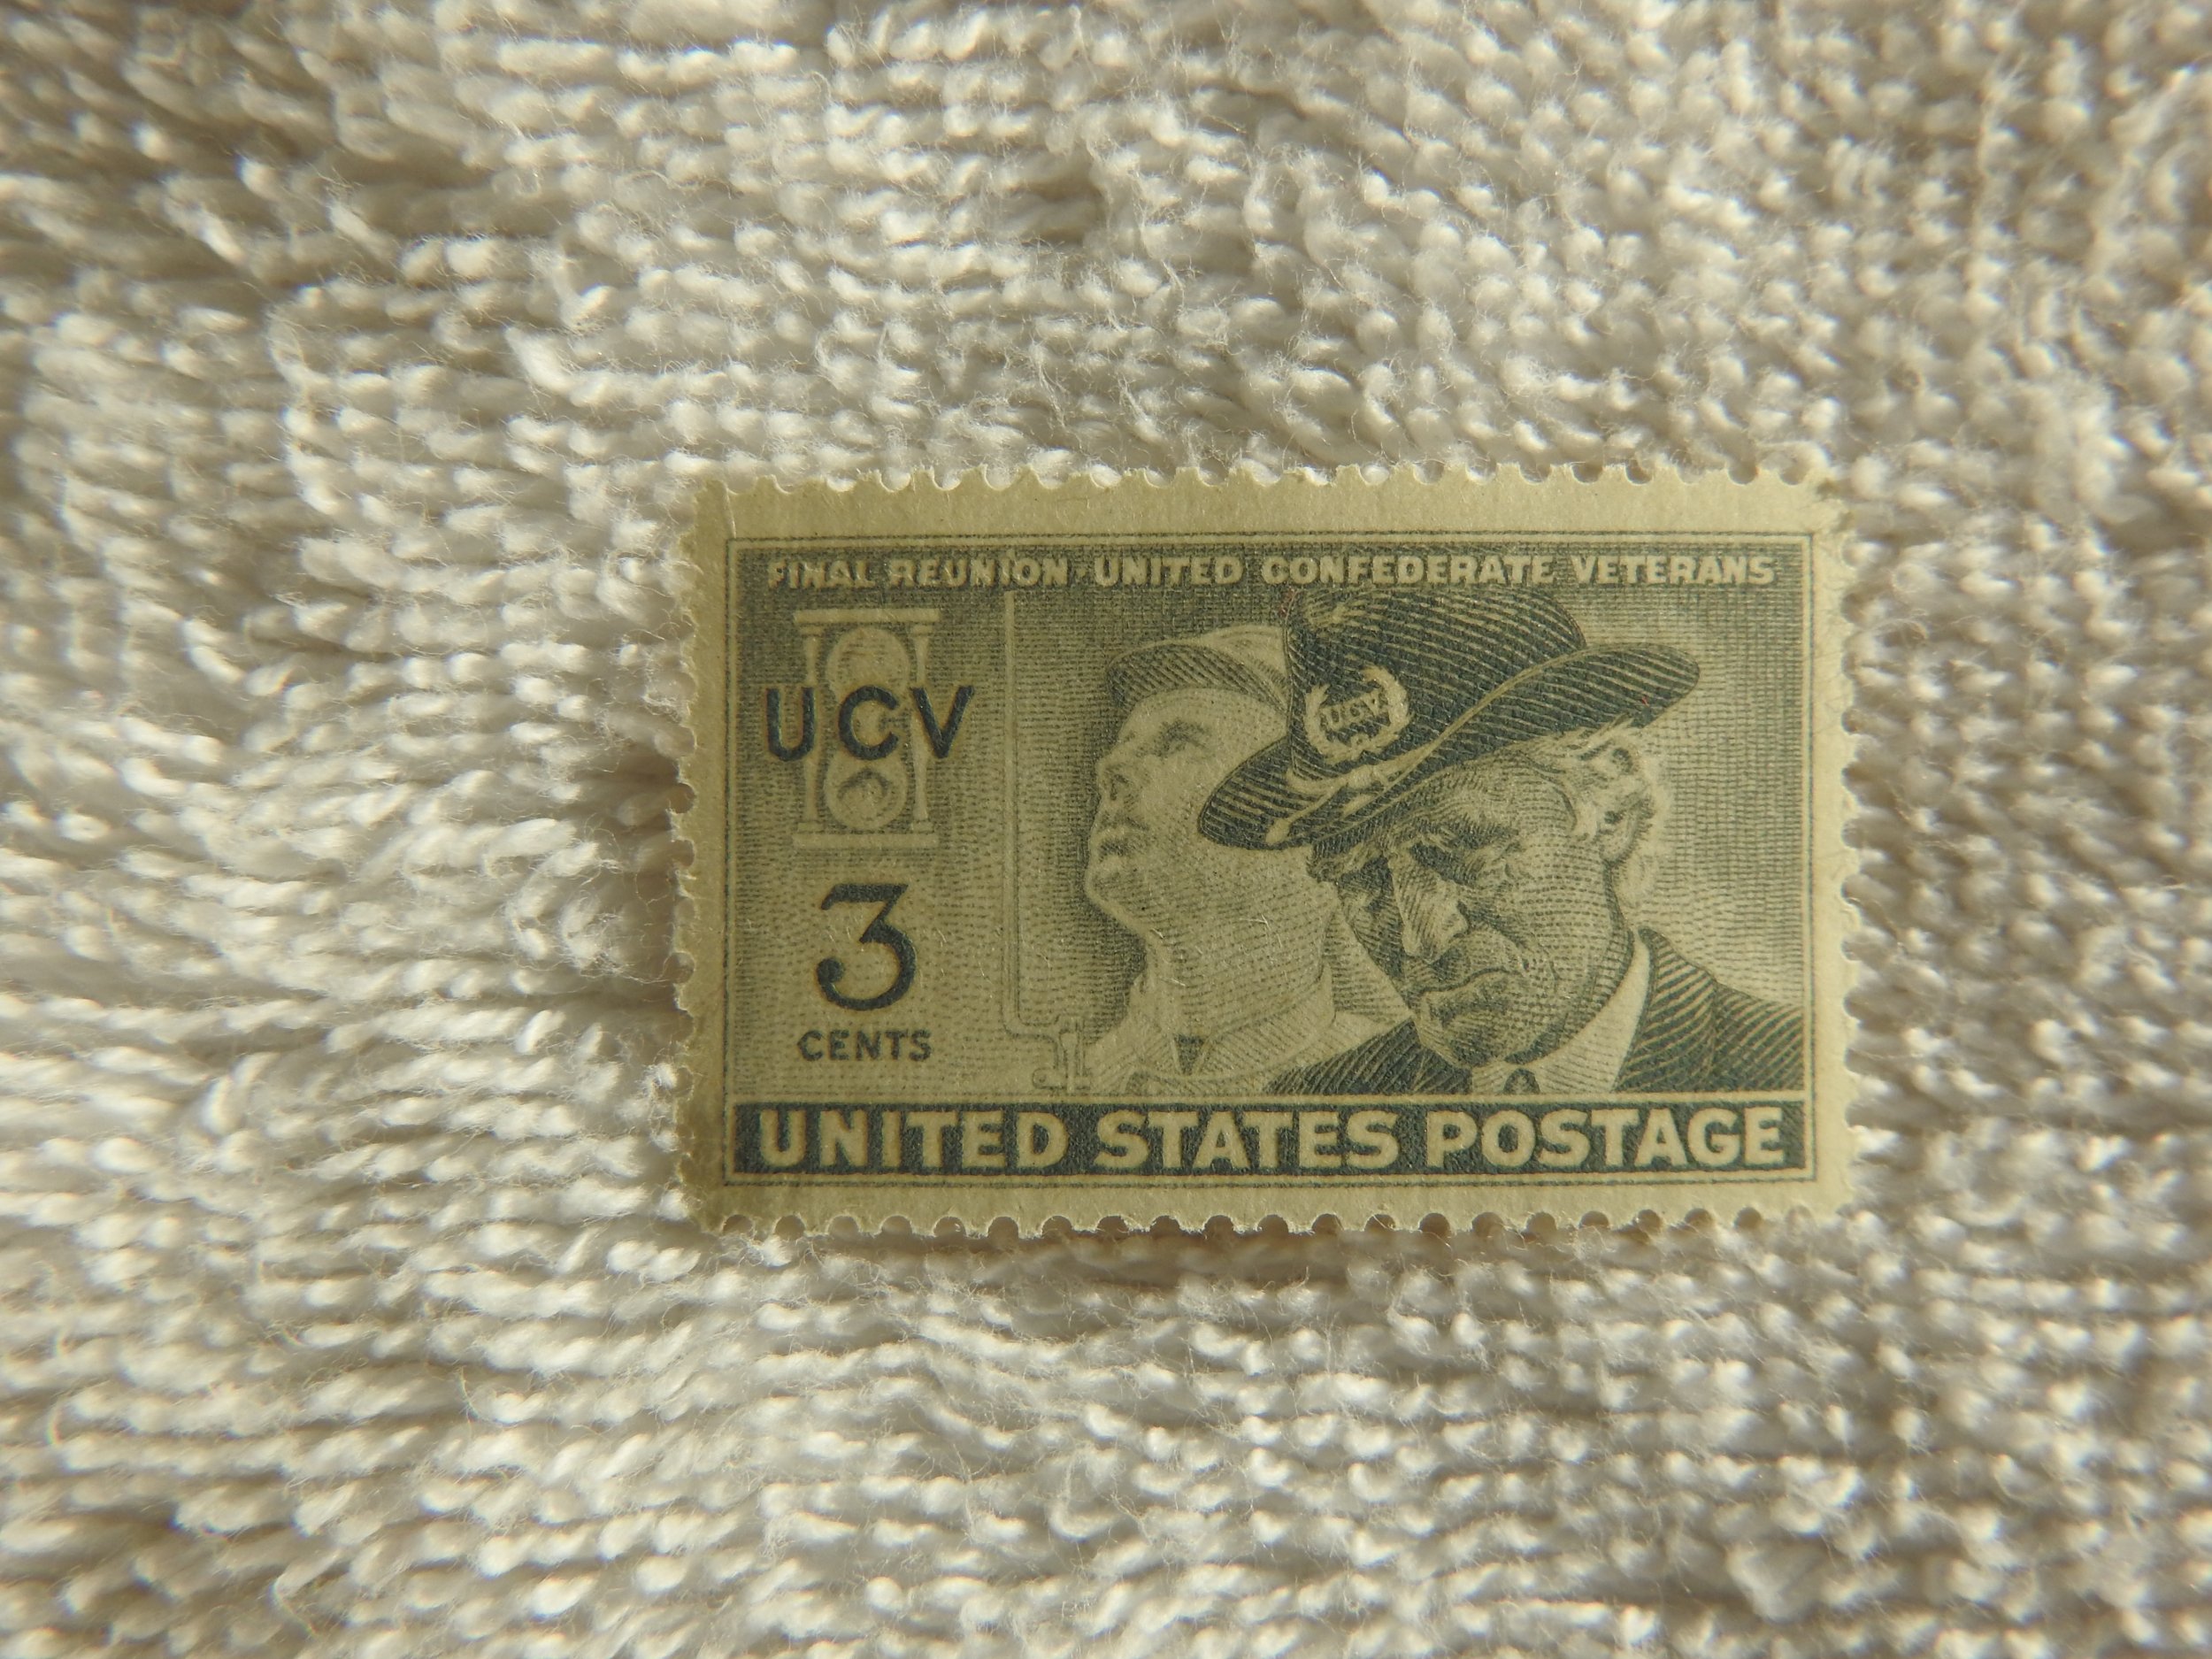 FINAL REUNION·UNITED CONFEDERATE VETERANS
UCV
UCV
3
CENTS
UNITED STATES POSTAGE